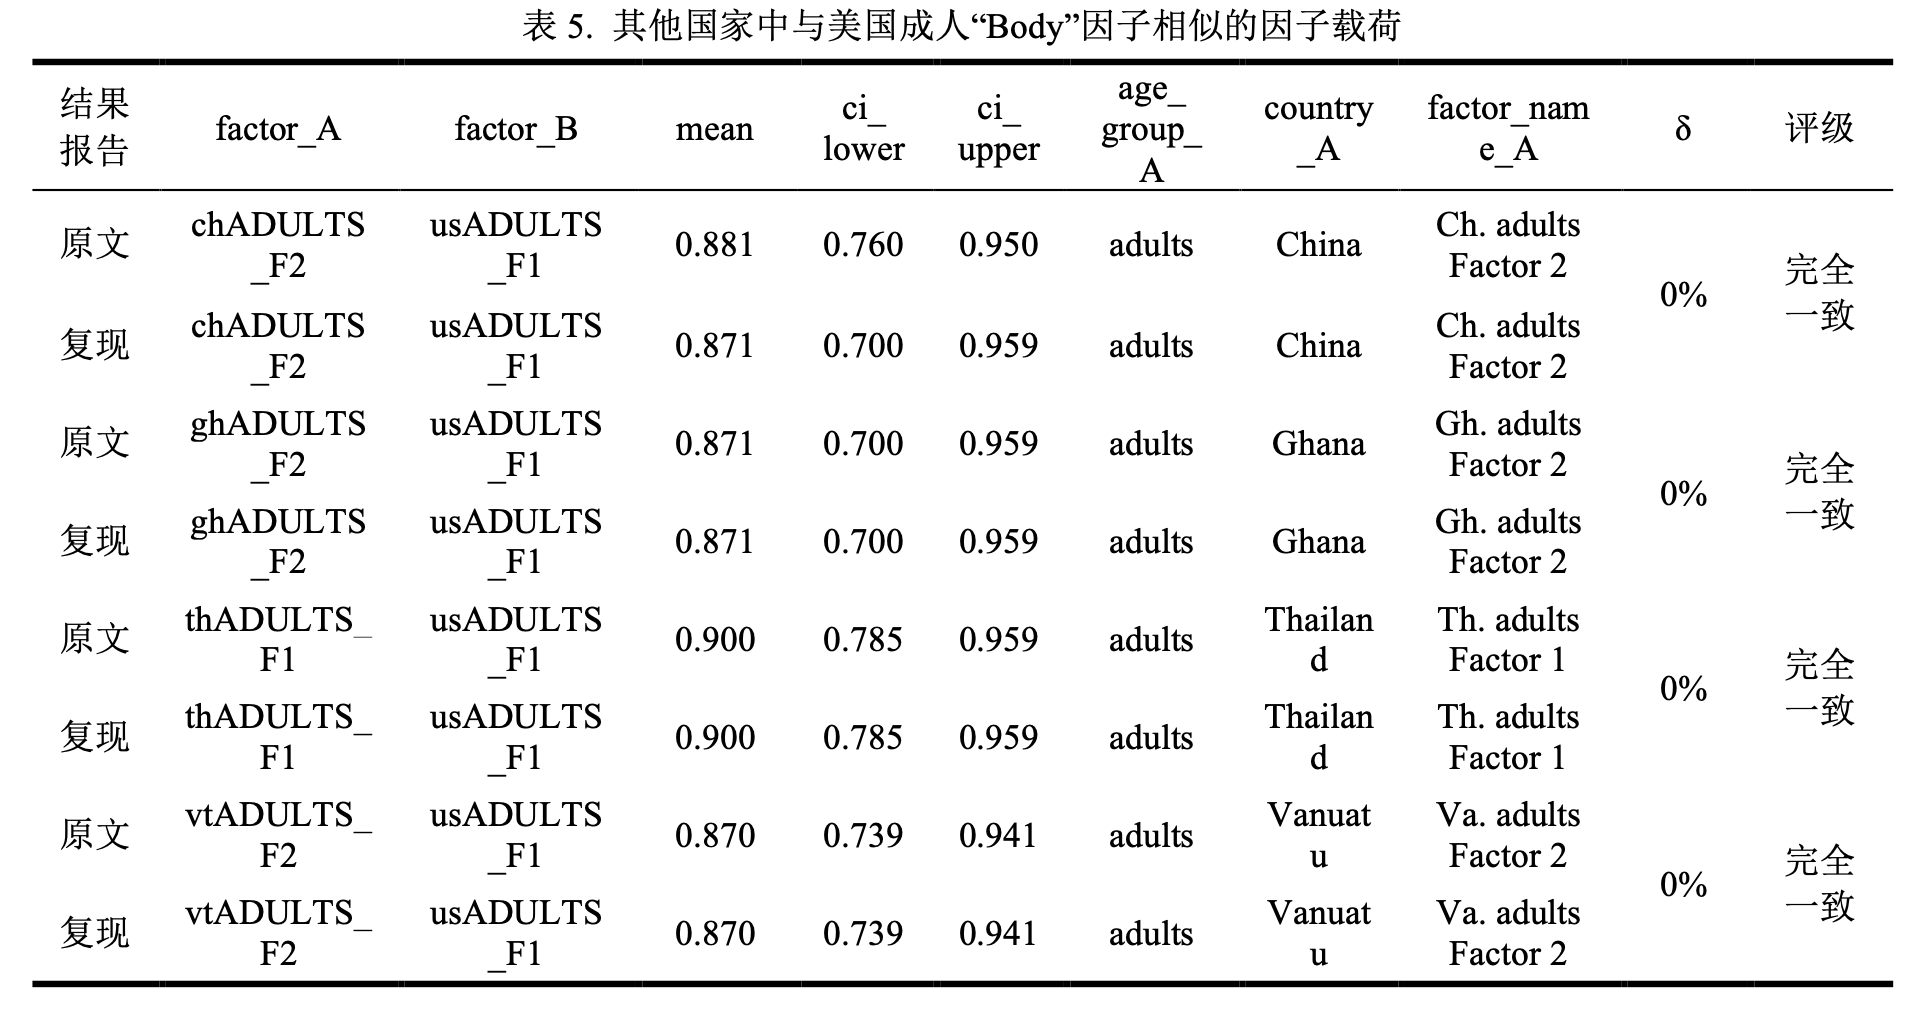 表 5. 其他国家中与美国成人“Body”因子相似的因子载荷
结果报告 factor_A factor_B mean ci_lower ci_upper age_group_A country_A factor_name_A δ 评级
原文 chADULTS_F2 usADULTS_F1 0.881 0.760 0.950 adults China Ch. adults Factor 2 0% 完全一致
复现 chADULTS_F2 usADULTS_F1 0.871 0.700 0.959 adults China Ch. adults Factor 2
原文 ghADULTS_F2 usADULTS_F1 0.871 0.700 0.959 adults Ghana Gh. adults Factor 2 0% 完全一致
复现 ghADULTS_F2 usADULTS_F1 0.871 0.700 0.959 adults Ghana Gh. adults Factor 2
原文 thADULTS_F1 usADULTS_F1 0.900 0.785 0.959 adults Thailand Th. adults Factor 1 0% 完全一致
复现 thADULTS_F1 usADULTS_F1 0.900 0.785 0.959 adults Thailand Th. adults Factor 1
原文 vtADULTS_F2 usADULTS_F1 0.870 0.739 0.941 adults Vanuatu Va. adults Factor 2 0% 完全一致
复现 vtADULTS_F2 usADULTS_F1 0.870 0.739 0.941 adults Vanuatu Va. adults Factor 2